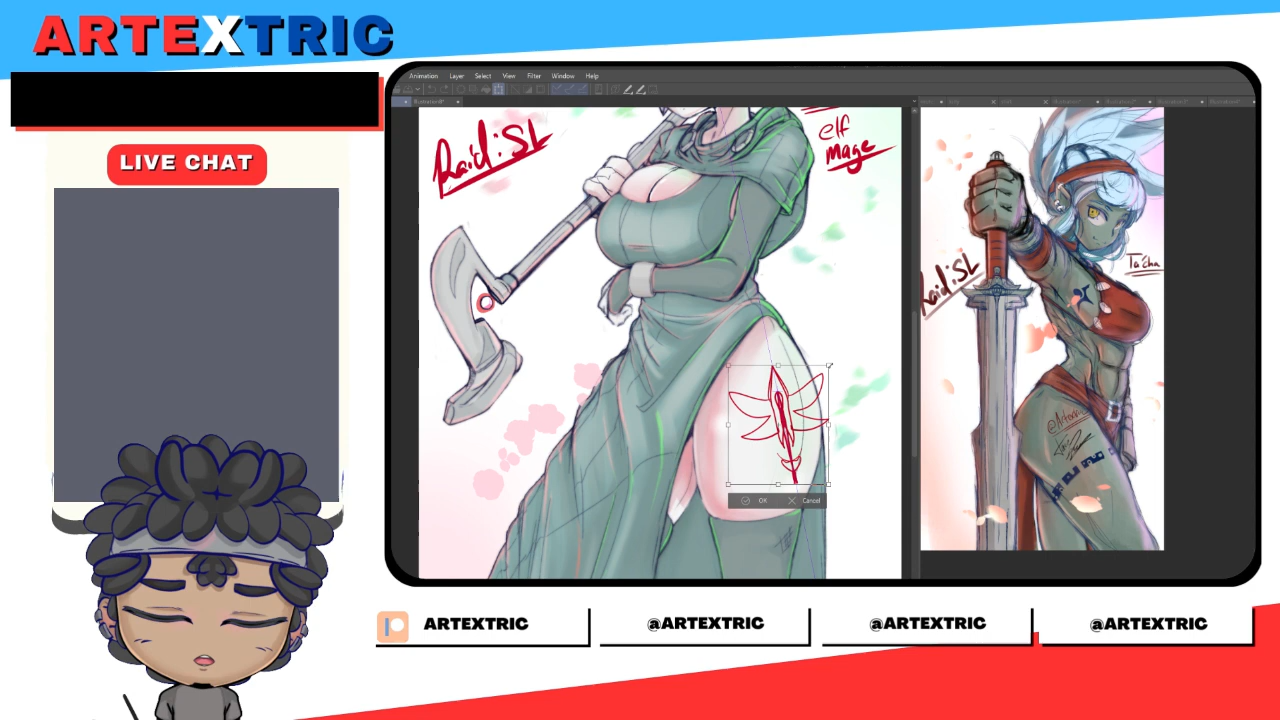 ARTEXTRIC
LIVE CHAT
Animation Layer Select View Filter Window Help
Raid: SL
elf
mage
OK Cancel
Raid: SL
Ta'cha
@Artextric
ARTEXTRIC
@ARTEXTRIC
@ARTEXTRIC
@ARTEXTRIC